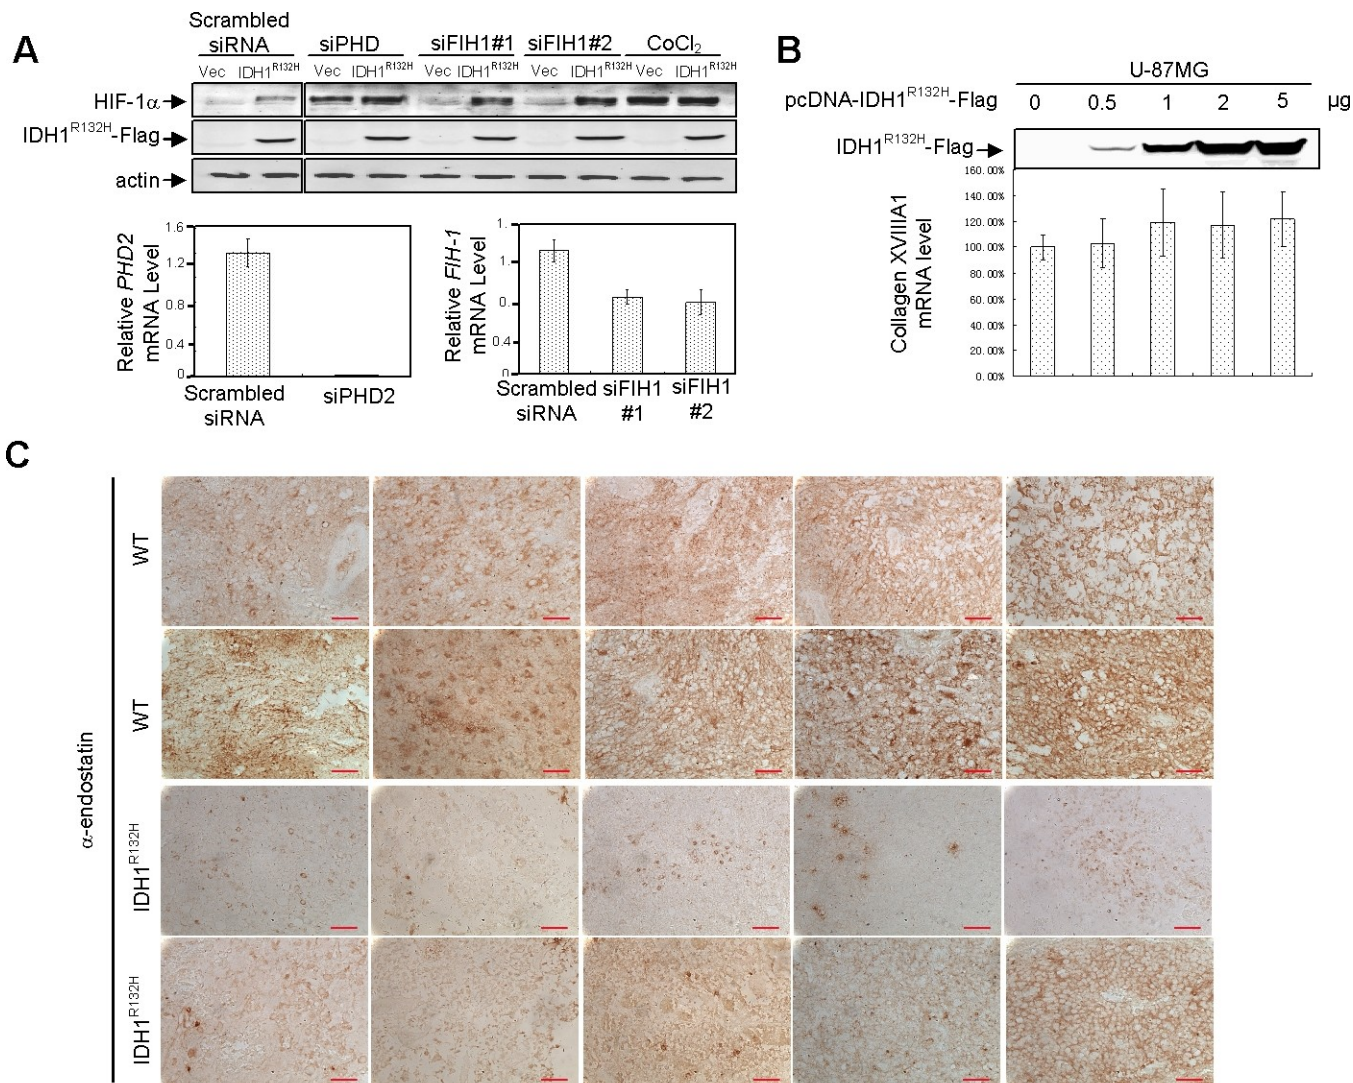 A
Scrambled
siRNA siPHD siFIH1#1 siFIH1#2 CoCl₂
Vec IDH1ᴿ¹³²ᴴ Vec IDH1ᴿ¹³²ᴴ Vec IDH1ᴿ¹³²ᴴ Vec IDH1ᴿ¹³²ᴴ Vec IDH1ᴿ¹³²ᴴ
HIF-1α
IDH1ᴿ¹³²ᴴ-Flag
actin
Relative PHD2
mRNA Level
1.6
1.2
0.8
0.4
0
Scrambled
siRNA
siPHD2
Relative FIH-1
mRNA Level
1.
1
0.
0.4
0
Scrambled
siRNA
siFIH1
#1
siFIH1
#2
B
U-87MG
pcDNA-IDH1ᴿ¹³²ᴴ-Flag 0 0.5 1 2 5 µg
IDH1ᴿ¹³²ᴴ-Flag
Collagen XVIIIA1
mRNA level
160.00%
140.00%
120.00%
100.00%
80.00%
60.00%
40.00%
20.00%
0.00%
C
α-endostatin
WT
WT
IDH1ᴿ¹³²ᴴ
IDH1ᴿ¹³²ᴴ